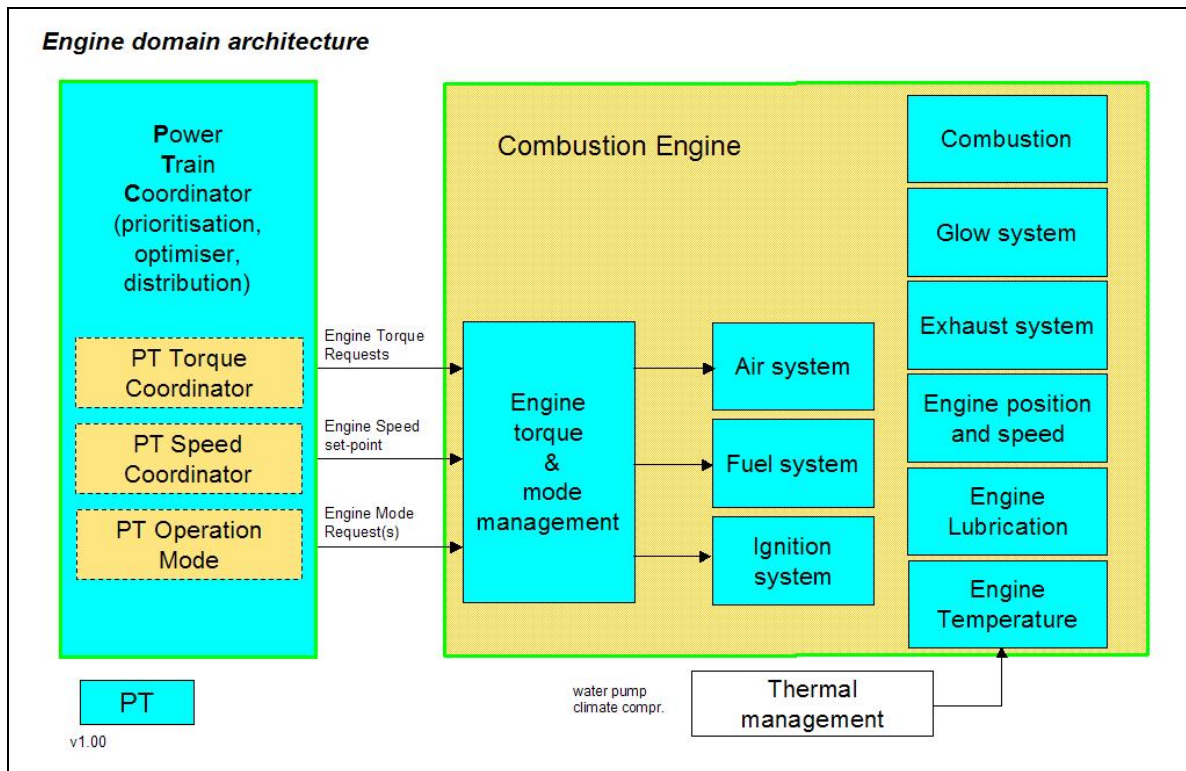 Engine domain architecture
Power
Train
Coordinator
(prioritisation,
optimiser,
distribution)
PT Torque
Coordinator
PT Speed
Coordinator
PT Operation
Mode
Engine Torque
Requests
Engine Speed
set-point
Engine Mode
Request(s)
Combustion Engine
Engine
torque
&
mode
management
Air system
Fuel system
Ignition
system
Combustion
Glow system
Exhaust system
Engine position
and speed
Engine
Lubrication
Engine
Temperature
water pump
climate compr.
Thermal
management
PT
v1.00